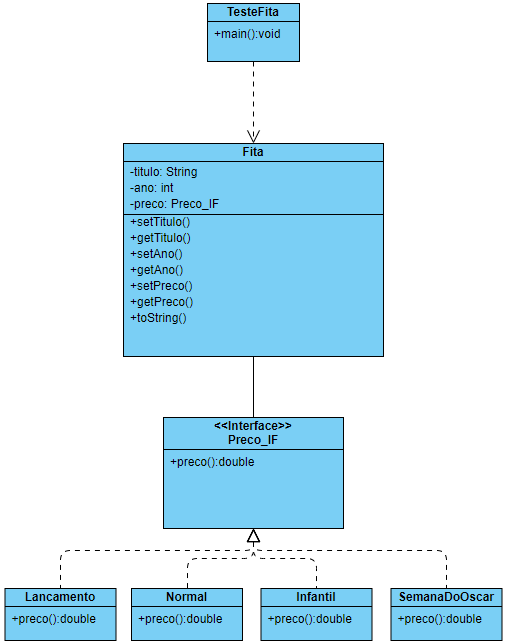 TesteFita
+main():void
Fita
-titulo: String
-ano: int
-preco: Preco_IF
+setTitulo()
+getTitulo()
+setAno()
+getAno()
+setPreco()
+getPreco()
+toString()
<<Interface>>
Preco_IF
+preco():double
Lancamento
+preco():double
Normal
+preco():double
Infantil
+preco():double
SemanaDoOscar
+preco():double